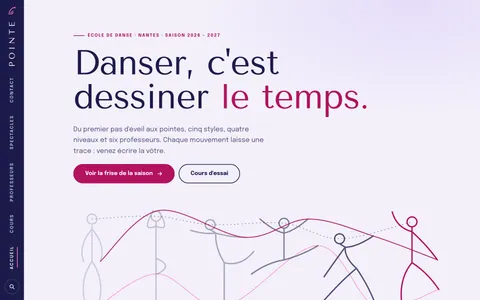 POINTE
CONTACT
SPECTACLES
PROFESSEURS
COURS
ACCUEIL
ÉCOLE DE DANSE · NANTES · SAISON 2026 - 2027
Danser, c'est
dessiner le temps.
Du premier pas d'éveil aux pointes, cinq styles, quatre
niveaux et six professeurs. Chaque mouvement laisse une
trace : venez écrire la vôtre.
Voir la frise de la saison →
Cours d'essai